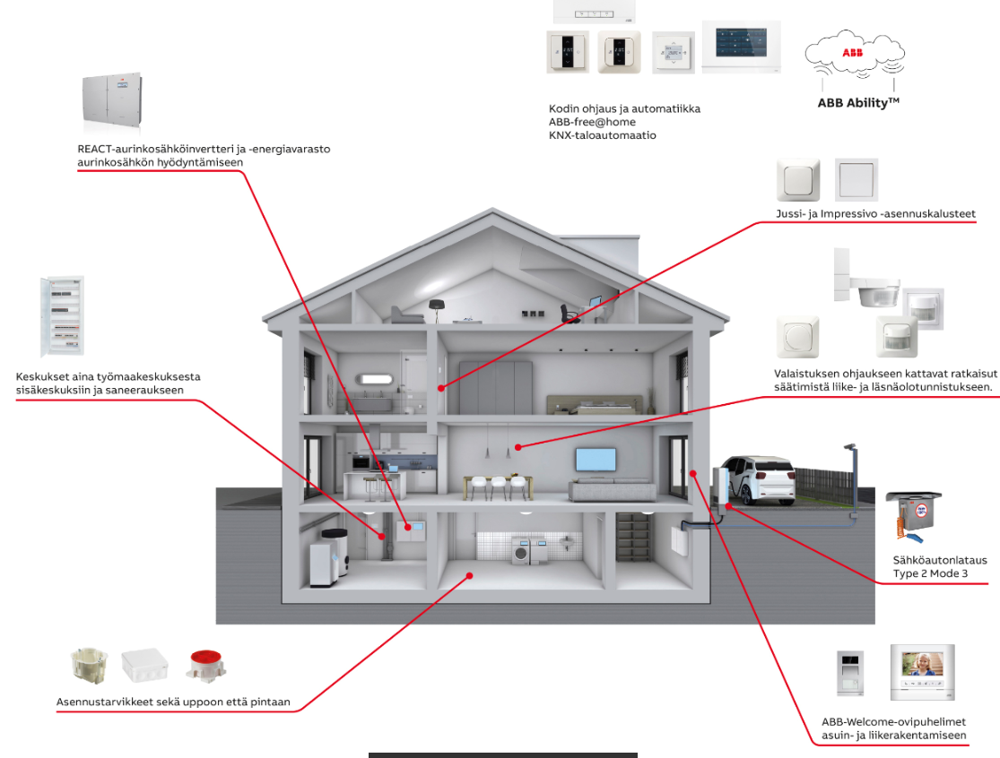 ABB
ABB Ability™
Kodin ohjaus ja automatiikka
ABB-free@home
KNX-taloautomaatio
REACT-aurinkosähköinvertteri ja -energiavarasto
aurinkosähkön hyödyntämiseen
Jussi- ja Impressivo -asennuskalusteet
Keskukset aina työmaakeskuksesta
sisäkeskuksiin ja saneeraukseen
Valaistuksen ohjaukseen kattavat ratkaisut
säätimistä liike- ja läsnäolotunnistukseen.
Sähköautonlataus
Type 2 Mode 3
Asennustarvikkeet sekä uppoon että pintaan
ABB-Welcome-ovipuhelimet
asuin- ja liikerakentamiseen